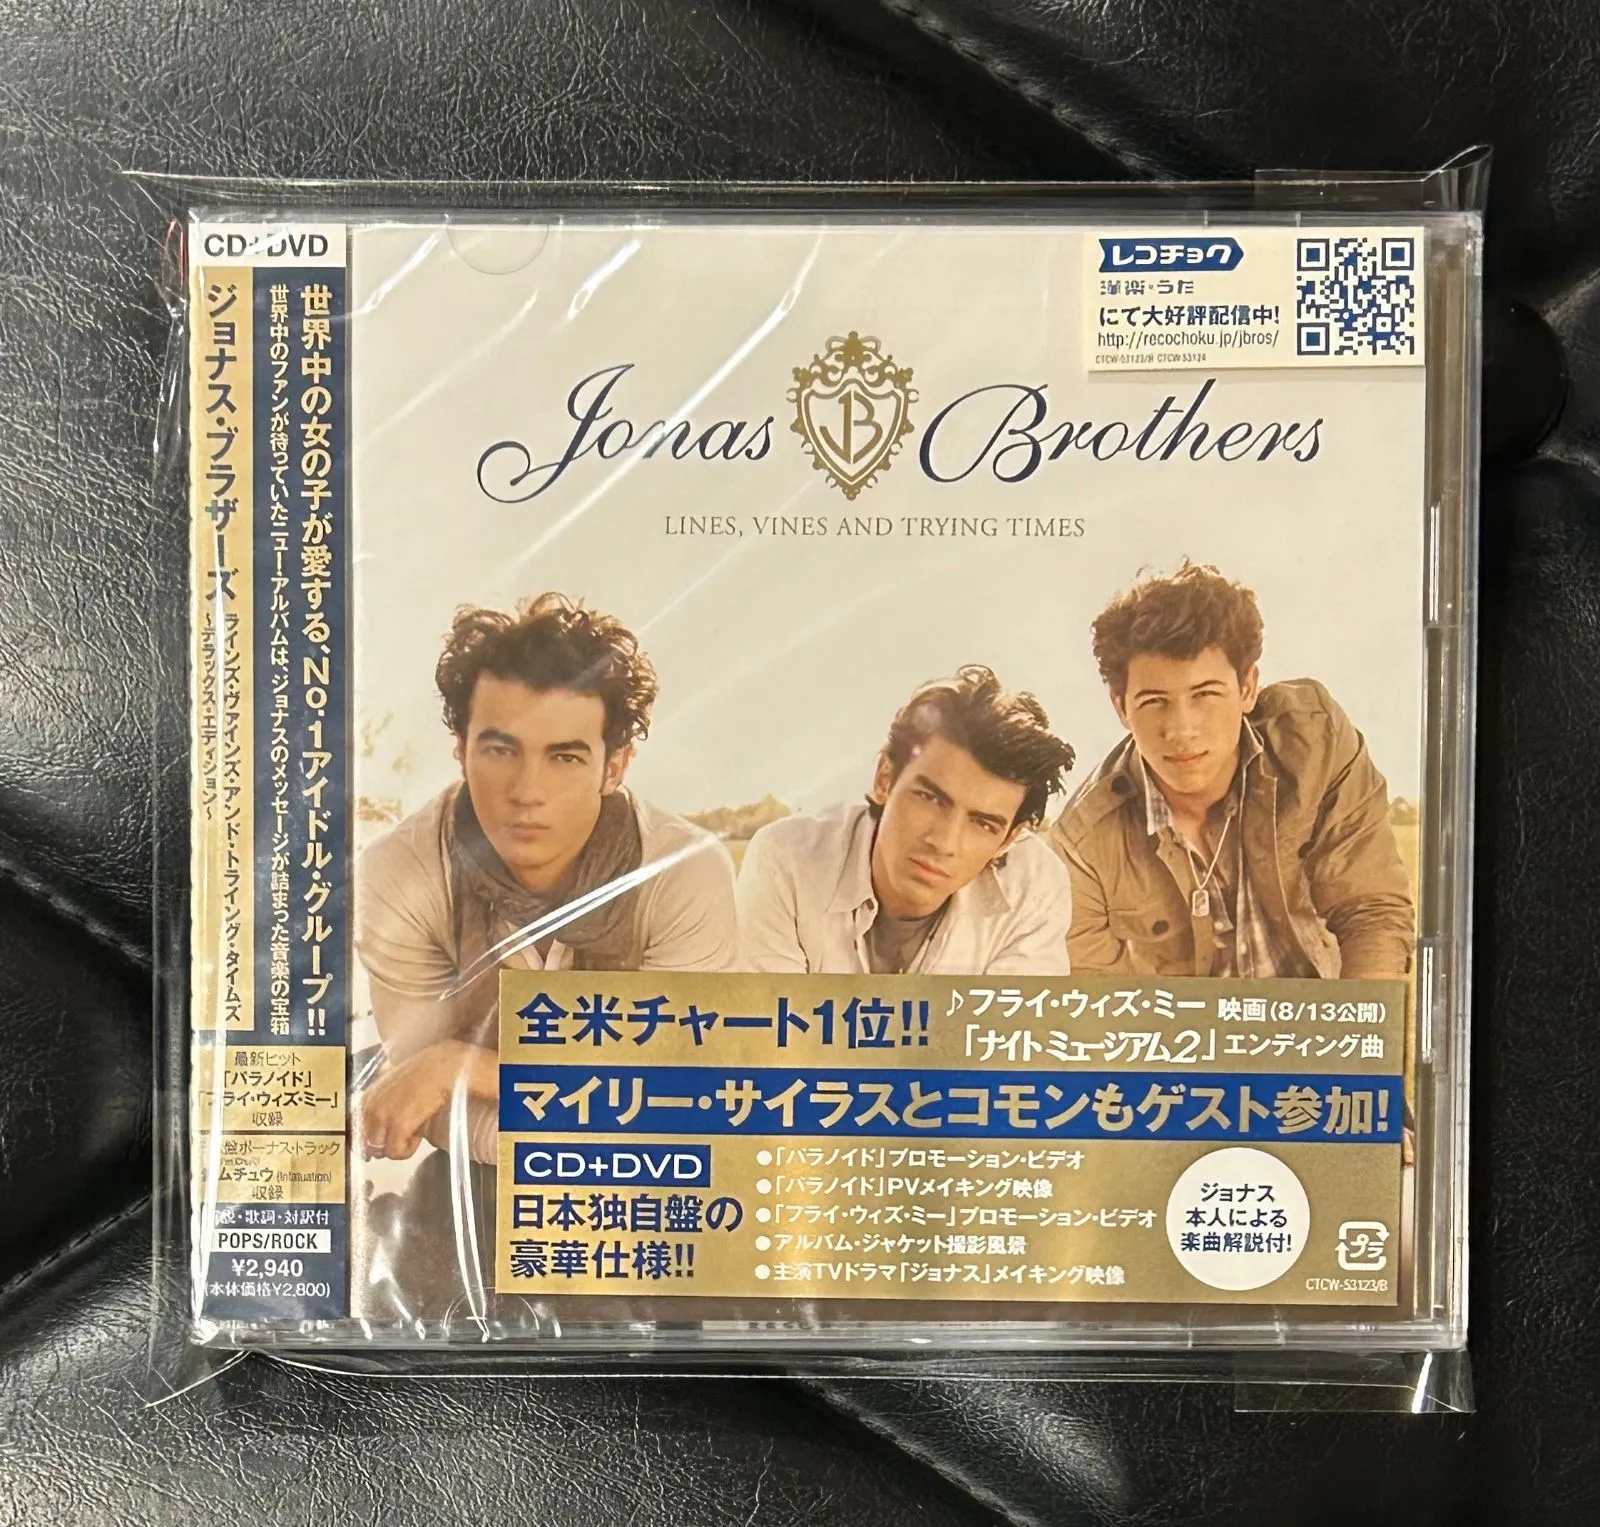 CD+DVD
ジョナス・ブラザーズ
ラインズ・ヴァインズ・アンド・トライング・タイムズ
~デラックス・エディション~
世界中の女の子が愛する、No.1アイドル・グループ!!
世界中のファンが待っていたニュー・アルバムは、ジョナスのメッセージが詰まった音楽の宝箱
最新ヒット
「パラノイド」
「フライ・ウィズ・ミー」
収録
盤ボーナス・トラック
ムチュウ(Infatuation)
収録
・歌詞・対訳付
POPS/ROCK
¥2,940
(本体価格¥2,800)
レコチョク
音楽・うた
にて大好評配信中!
http://recochoku.jp/jbros/
CTCW-53123/B CTCW-53124
Jonas JB Brothers
LINES, VINES AND TRYING TIMES
全米チャート1位!!
♪フライ・ウィズ・ミー 映画(8/13公開)
「ナイト ミュージアム2」エンディング曲
マイリー・サイラスとコモンもゲスト参加!
CD+DVD
日本独自盤の
豪華仕様!!
●「パラノイド」プロモーション・ビデオ
●「パラノイド」PVメイキング映像
●「フライ・ウィズ・ミー」プロモーション・ビデオ
●アルバム・ジャケット撮影風景
●主演TVドラマ「ジョナス」メイキング映像
ジョナス
本人による
楽曲解説付!
プラ
CTCW-53123/B